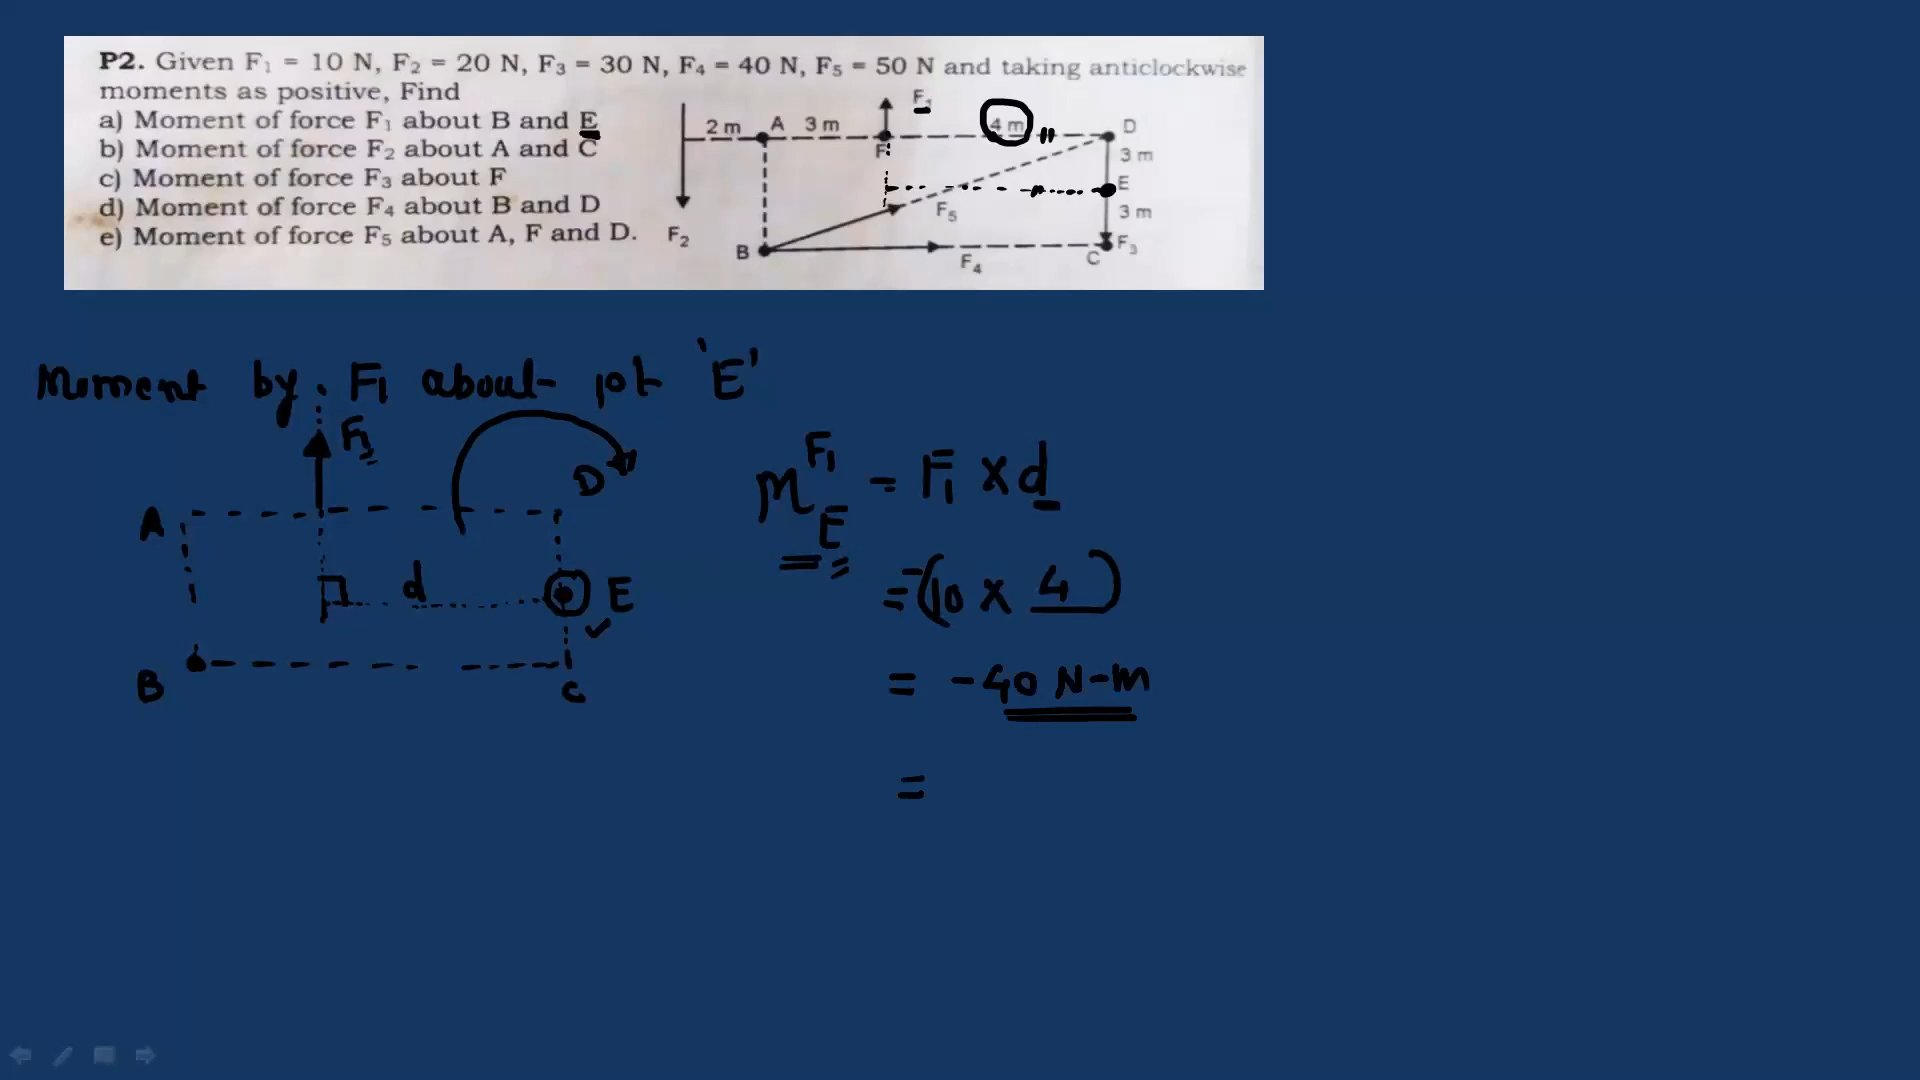 P2. Given F₁ = 10 N, F₂ = 20 N, F₃ = 30 N, F₄ = 40 N, F₅ = 50 N and taking anticlockwise
moments as positive, Find
a) Moment of force F₁ about B and E
b) Moment of force F₂ about A and C
c) Moment of force F₃ about F
d) Moment of force F₄ about B and D
e) Moment of force F₅ about A, F and D.
F₁
2 m A 3 m 4 m D
F
3 m
E
F₅ 3 m
F₂ B F₄ C F₃
Moment by F₁ about pt 'E'
F₁
D
A
d E
B C
M_E^F₁ = F₁ × d
= -(10 × 4)
= -40 N-m
=